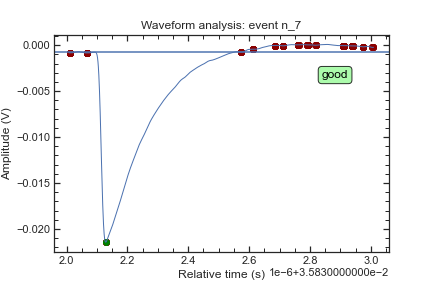 Waveform analysis: event n_7
0.000
−0.005
−0.010
−0.015
−0.020
Amplitude (V)
good
2.0
2.2
2.4
2.6
2.8
3.0
Relative time (s)
1e−6+3.5830000000e−2